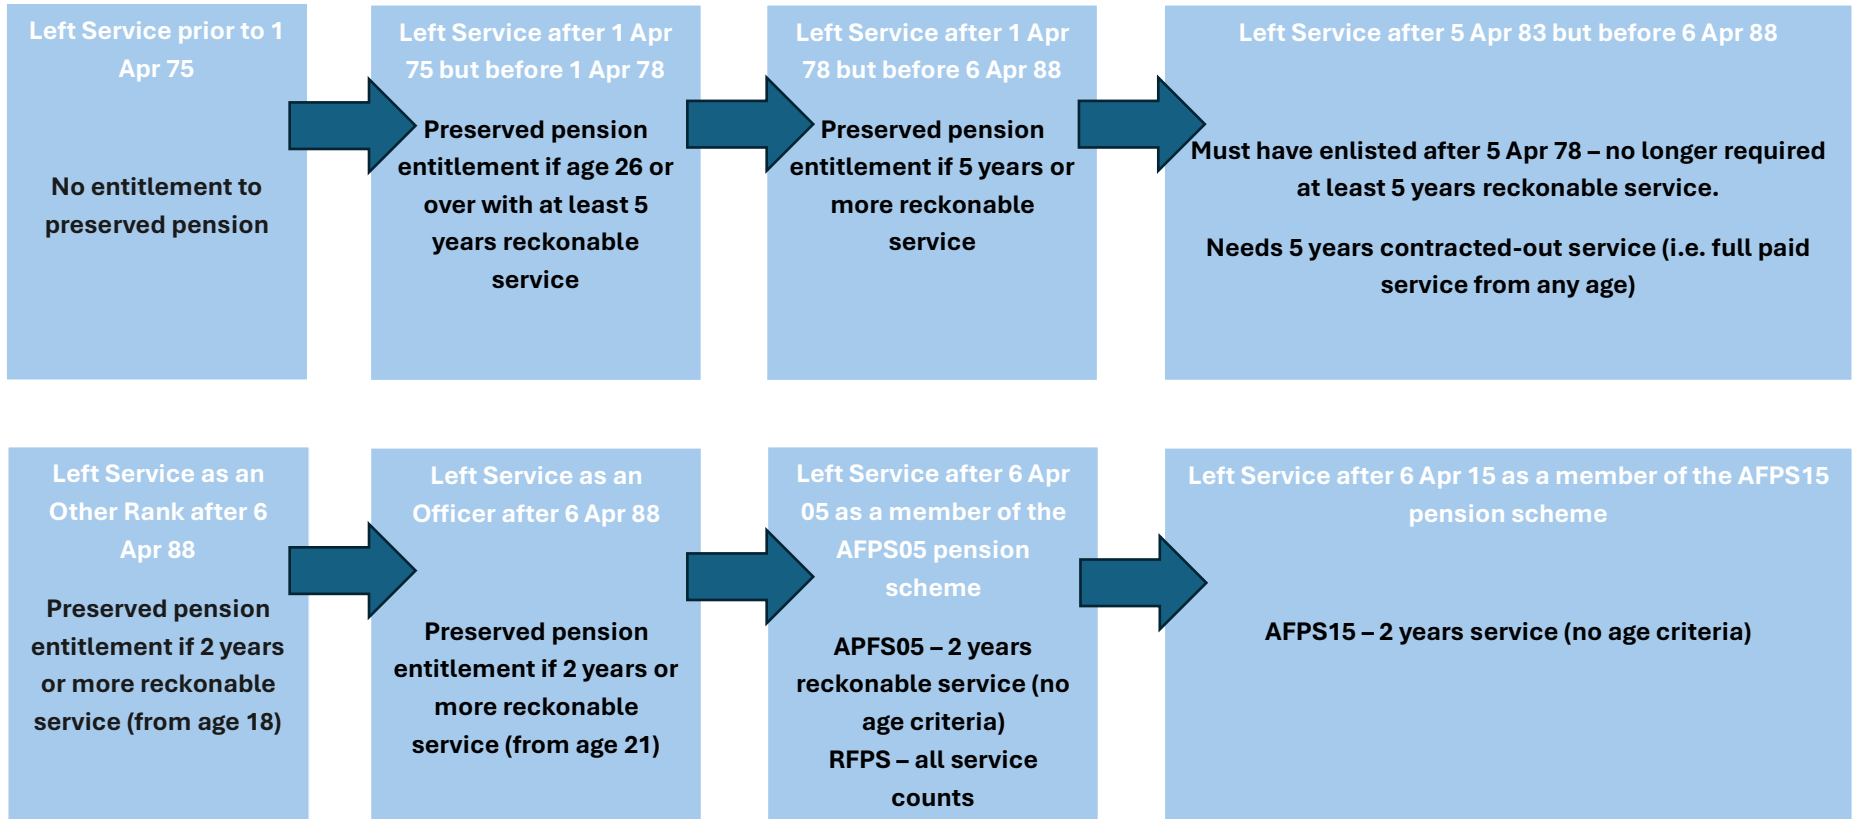 Left Service prior to 1
Apr 75
No entitlement to
preserved pension
Left Service after 1 Apr
75 but before 1 Apr 78
Preserved pension
entitlement if age 26 or
over with at least 5
years reckonable
service
Left Service after 1 Apr
78 but before 6 Apr 88
Preserved pension
entitlement if 5 years or
more reckonable
service
Left Service after 5 Apr 83 but before 6 Apr 88
Must have enlisted after 5 Apr 78 – no longer required
at least 5 years reckonable service.
Needs 5 years contracted-out service (i.e. full paid
service from any age)
Left Service as an
Other Rank after 6
Apr 88
Preserved pension
entitlement if 2 years
or more reckonable
service (from age 18)
Left Service as an
Officer after 6 Apr 88
Preserved pension
entitlement if 2 years or
more reckonable
service (from age 21)
Left Service after 6 Apr
05 as a member of the
AFPS05 pension
scheme
APFS05 – 2 years
reckonable service (no
age criteria)
RFPS – all service
counts
Left Service after 6 Apr 15 as a member of the AFPS15
pension scheme
AFPS15 – 2 years service (no age criteria)